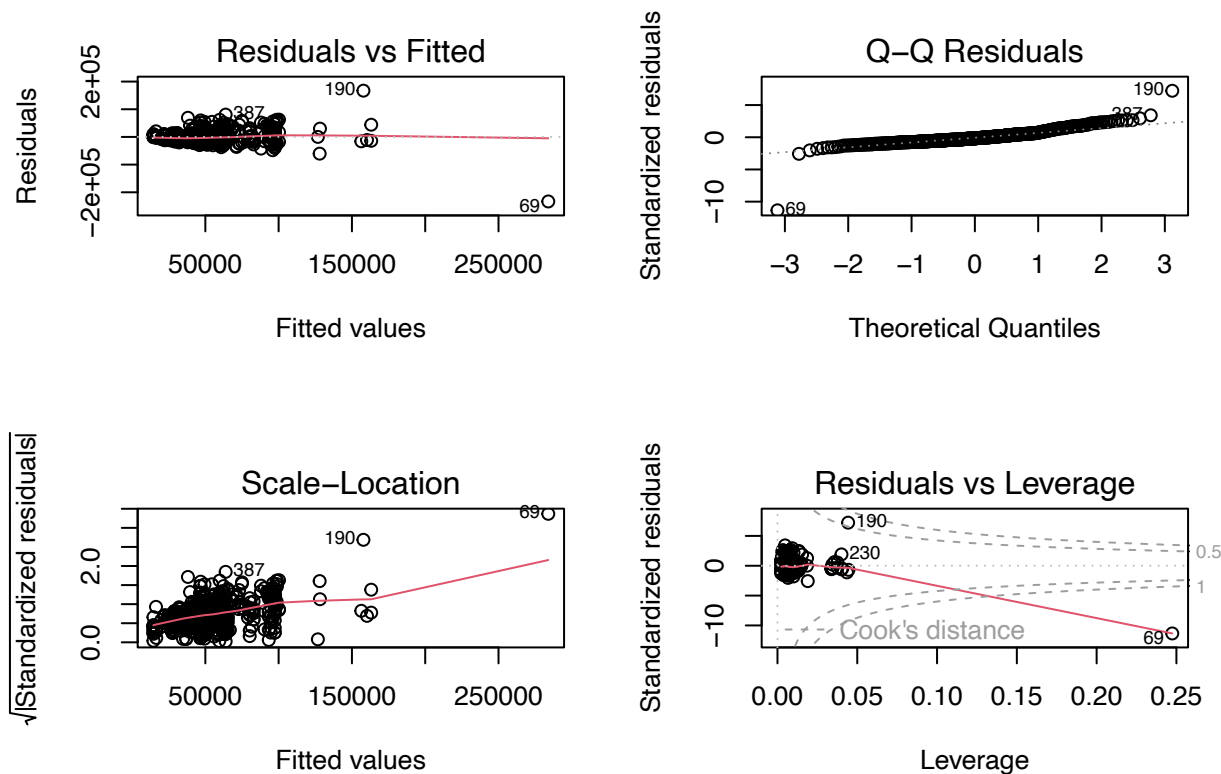 Residuals vs Fitted
Residuals
2e+05
-2e+05
190
387
69
50000 150000 250000
Fitted values
Q-Q Residuals
Standardized residuals
0
-10
190
387
69
-3 -2 -1 0 1 2 3
Theoretical Quantiles
Scale-Location
√|Standardized residuals|
2.0
0.0
69
190
387
50000 150000 250000
Fitted values
Residuals vs Leverage
Standardized residuals
0
-10
190
230
69
0.5
1
Cook's distance
0.00 0.05 0.10 0.15 0.20 0.25
Leverage